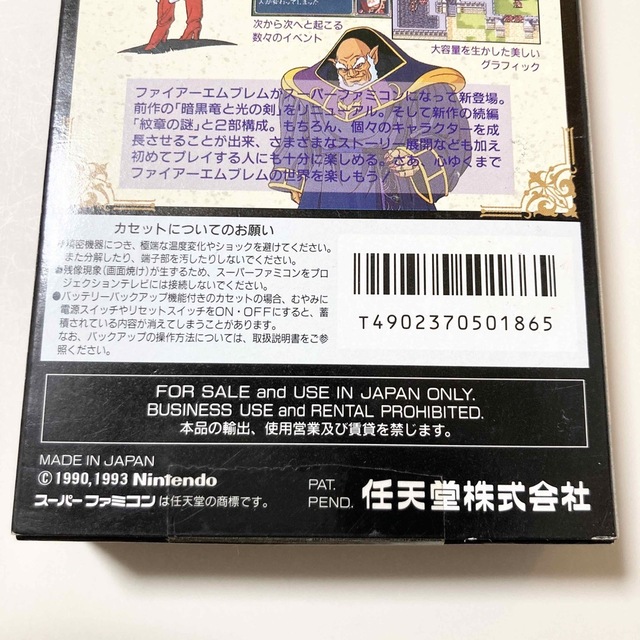 次から次へと起こる
数々のイベント
大容量を生かした美しい
グラフィック
ファイアーエムブレムがスーパーファミコンになって新登場。
前作の「暗黒竜と光の剣」をリニューアル。そして新作の続編
「紋章の謎」と2部構成。もちろん、個々のキャラクターを成
長させることが出来、さまざまなストーリー展開なども加え
初めてプレイする人にも十分に楽しめる。さあ、心ゆくまで
ファイアーエムブレムの世界を楽しもう!
カセットについてのお願い
●精密機器につき、極端な温度変化やショックを避けてください。
また分解したり、端子部を汚したりしないでください。
●残像現象(画面焼け)が生ずるため、スーパーファミコンをプロ
ジェクションテレビには接続しないでください。
●バッテリーバックアップ機能付きのカセットの場合、むやみに
電源スイッチやリセットスイッチをON・OFFにすると、蓄
積されている内容が消えてしまうことがあります。
なお、バックアップの操作方法については、取扱説明書をご参
照ください。
T4902370501865
FOR SALE and USE IN JAPAN ONLY.
BUSINESS USE and RENTAL PROHIBITED.
本品の輸出、使用営業及び賃貸を禁じます。
MADE IN JAPAN
© 1990,1993 Nintendo
スーパーファミコンは任天堂の商標です。
PAT.
PEND.
任天堂株式会社